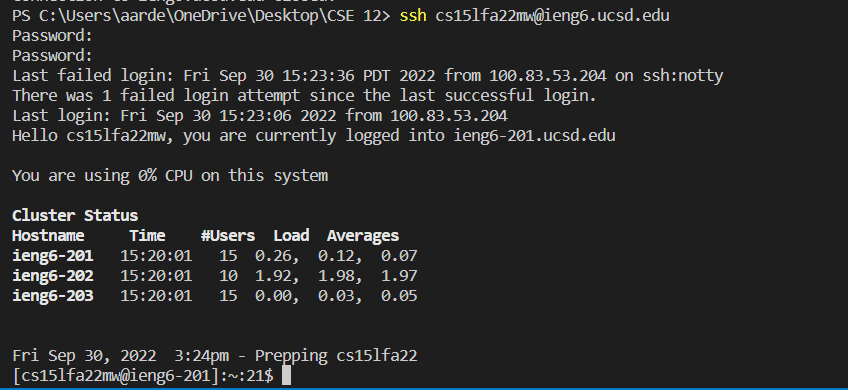 PS C:\Users\aarde\OneDrive\Desktop\CSE 12> ssh cs15lfa22mw@ieng6.ucsd.edu
Password:
Password:
Last failed login: Fri Sep 30 15:23:36 PDT 2022 from 100.83.53.204 on ssh:notty
There was 1 failed login attempt since the last successful login.
Last login: Fri Sep 30 15:23:06 2022 from 100.83.53.204
Hello cs15lfa22mw, you are currently logged into ieng6-201.ucsd.edu

You are using 0% CPU on this system

Cluster Status
Hostname     Time    #Users  Load  Averages
ieng6-201   15:20:01   15  0.26,  0.12,  0.07
ieng6-202   15:20:01   10  1.92,  1.98,  1.97
ieng6-203   15:20:01   15  0.00,  0.03,  0.05

Fri Sep 30, 2022  3:24pm - Prepping cs15lfa22
[cs15lfa22mw@ieng6-201]:~:21$